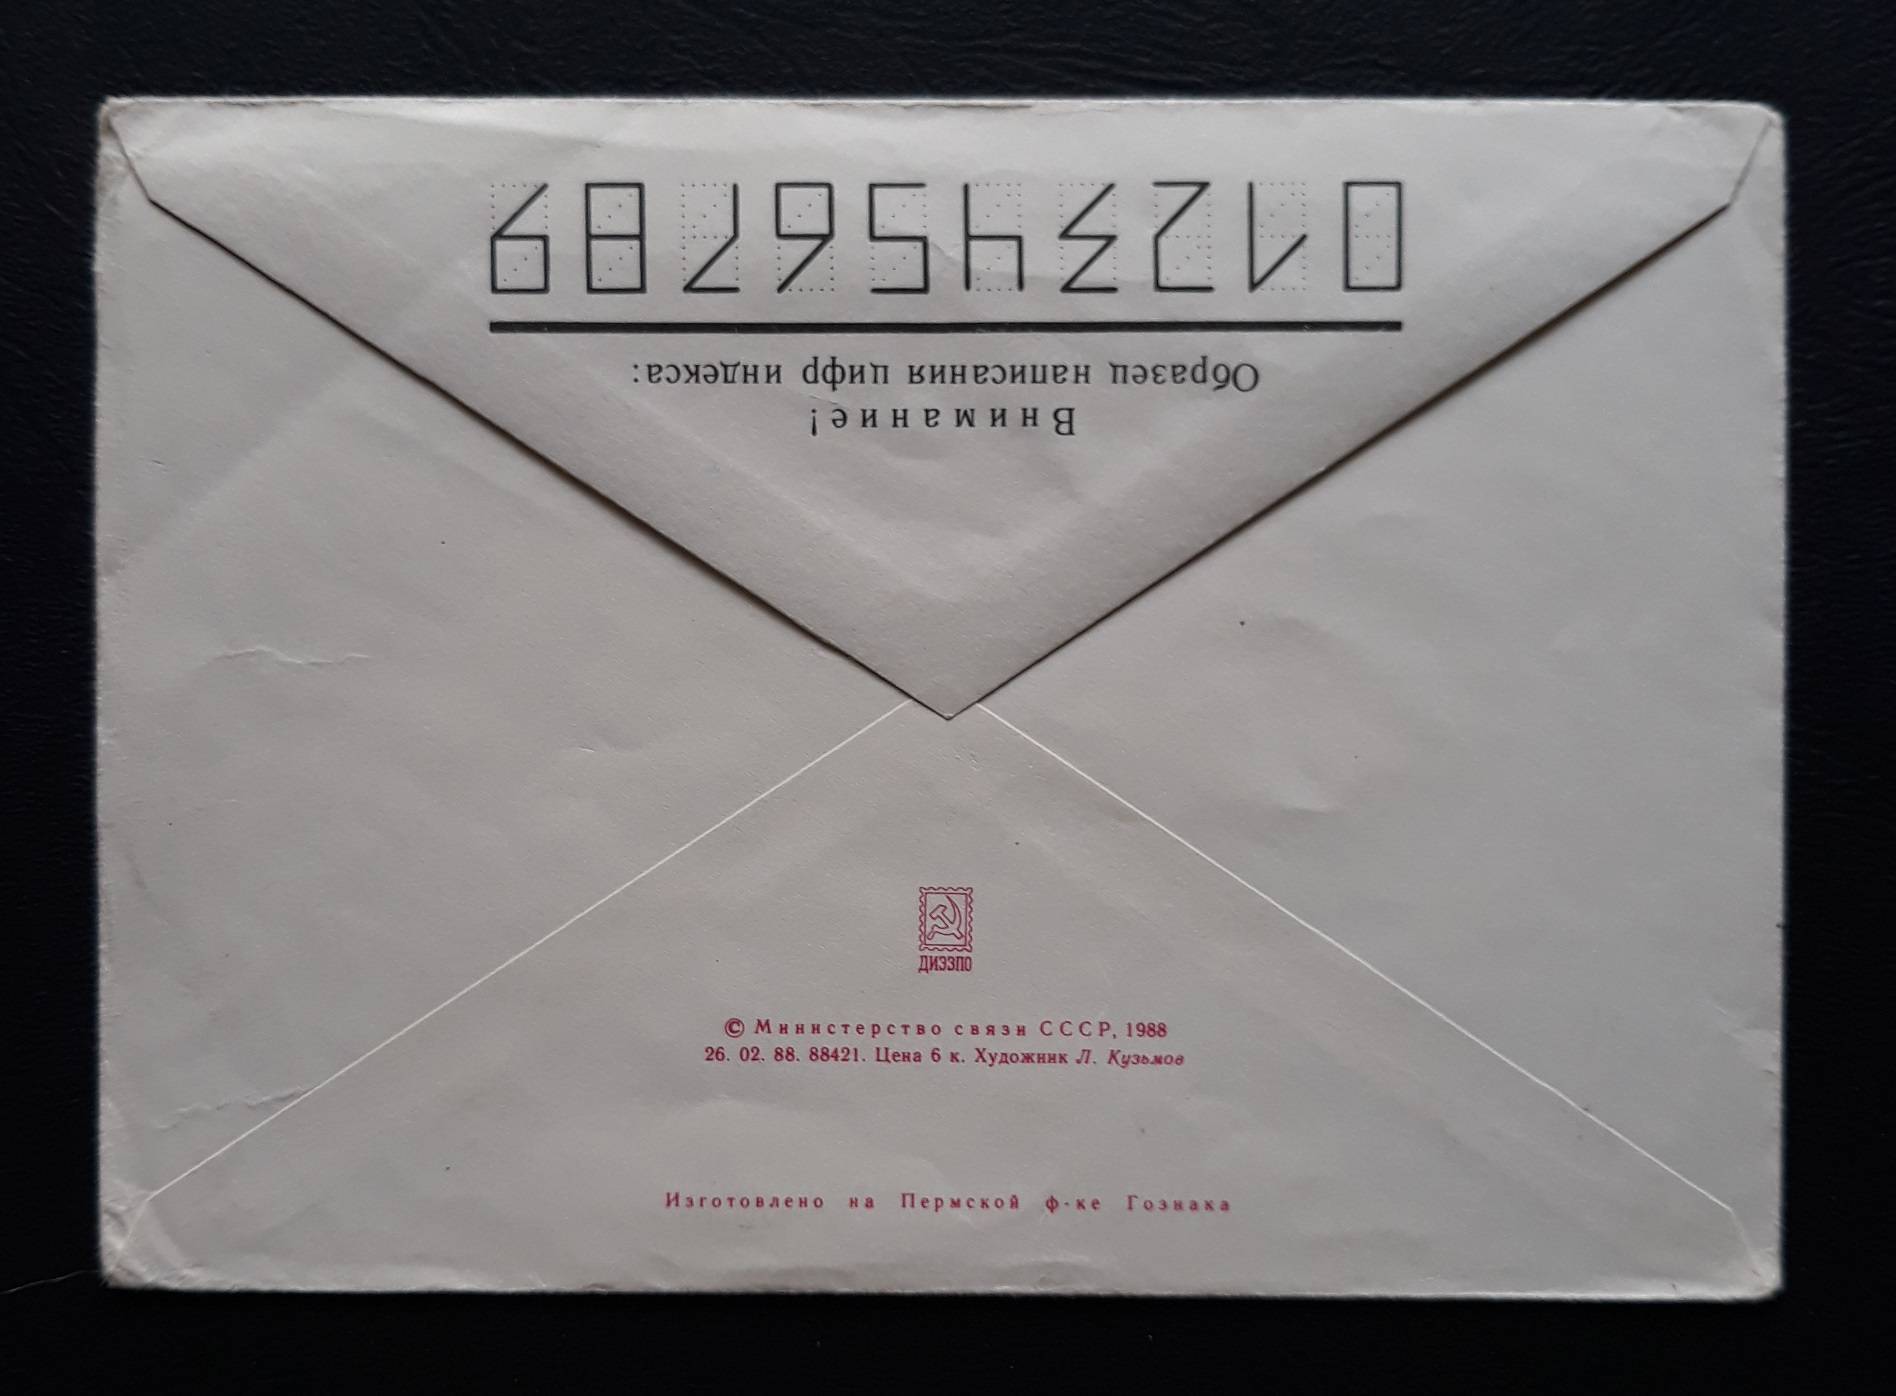 Внимание!
Образец написания цифр индекса:
0123456789
ДИЭЗПО
© Министерство связи СССР, 1988
26. 02. 88. 88421. Цена 6 к. Художник Л. Кузьмов
Изготовлено на Пермской ф-ке Гознака